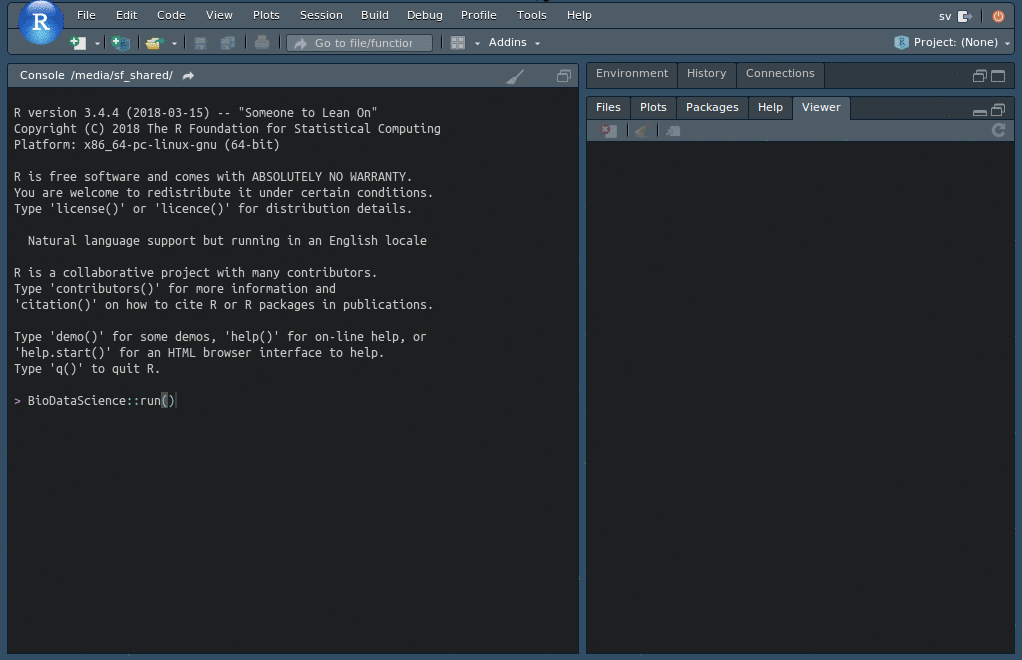 R
File Edit Code View Plots Session Build Debug Profile Tools Help
sv
Go to file/function
Addins
Project: (None)
Console /media/sf_shared/
R version 3.4.4 (2018-03-15) -- "Someone to Lean On"
Copyright (C) 2018 The R Foundation for Statistical Computing
Platform: x86_64-pc-linux-gnu (64-bit)
R is free software and comes with ABSOLUTELY NO WARRANTY.
You are welcome to redistribute it under certain conditions.
Type 'license()' or 'licence()' for distribution details.
Natural language support but running in an English locale
R is a collaborative project with many contributors.
Type 'contributors()' for more information and
'citation()' on how to cite R or R packages in publications.
Type 'demo()' for some demos, 'help()' for on-line help, or
'help.start()' for an HTML browser interface to help.
Type 'q()' to quit R.
> BioDataScience::run()
Environment History Connections
Files Plots Packages Help Viewer